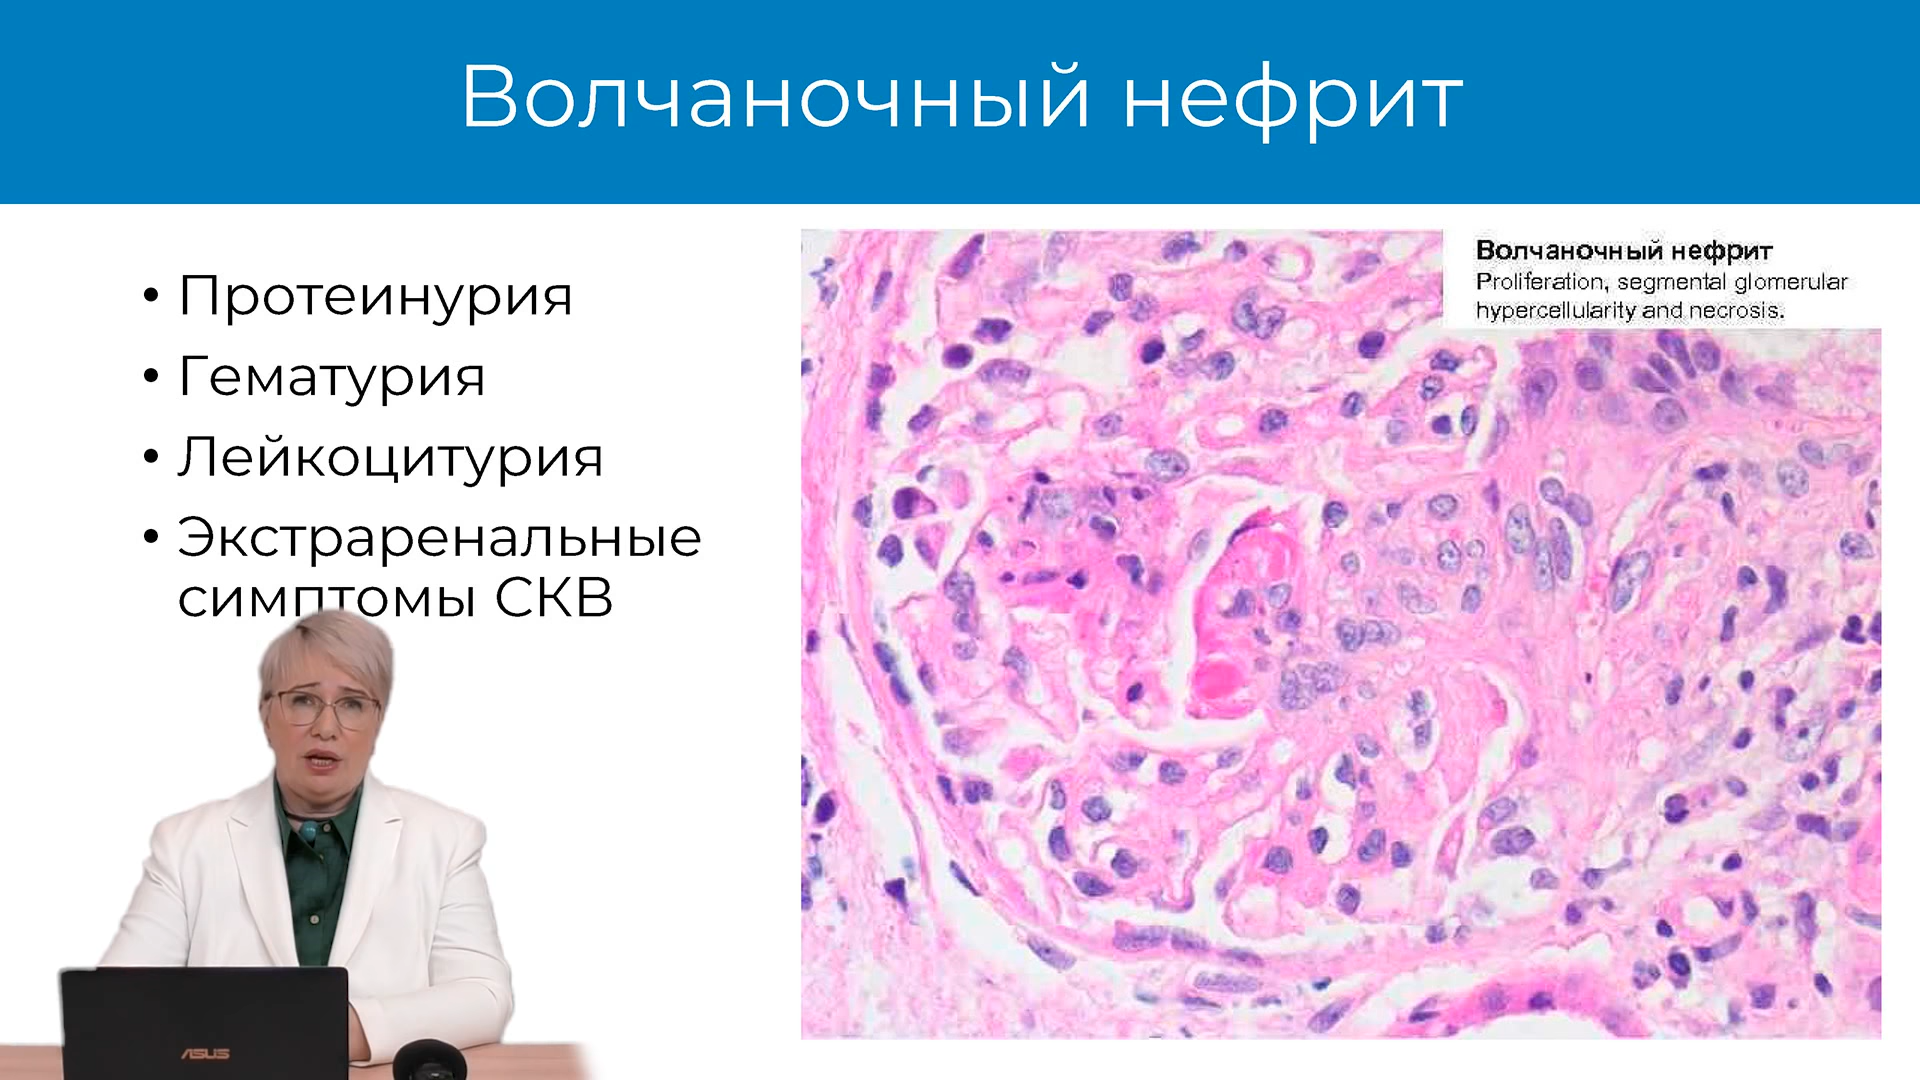 Волчаночный нефрит
• Протеинурия
• Гематурия
• Лейкоцитурия
• Экстраренальные
симптомы СКВ
Волчаночный нефрит
Proliferation, segmental glomerular
hypercellularity and necrosis.
ASUS